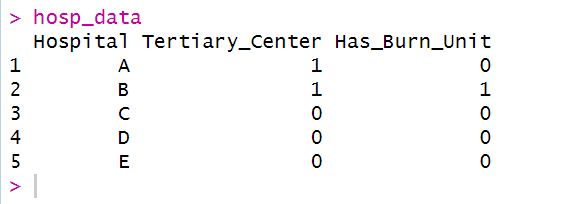 > hosp_data
  Hospital Tertiary_Center Has_Burn_Unit
1        A               1             0
2        B               1             1
3        C               0             0
4        D               0             0
5        E               0             0
>